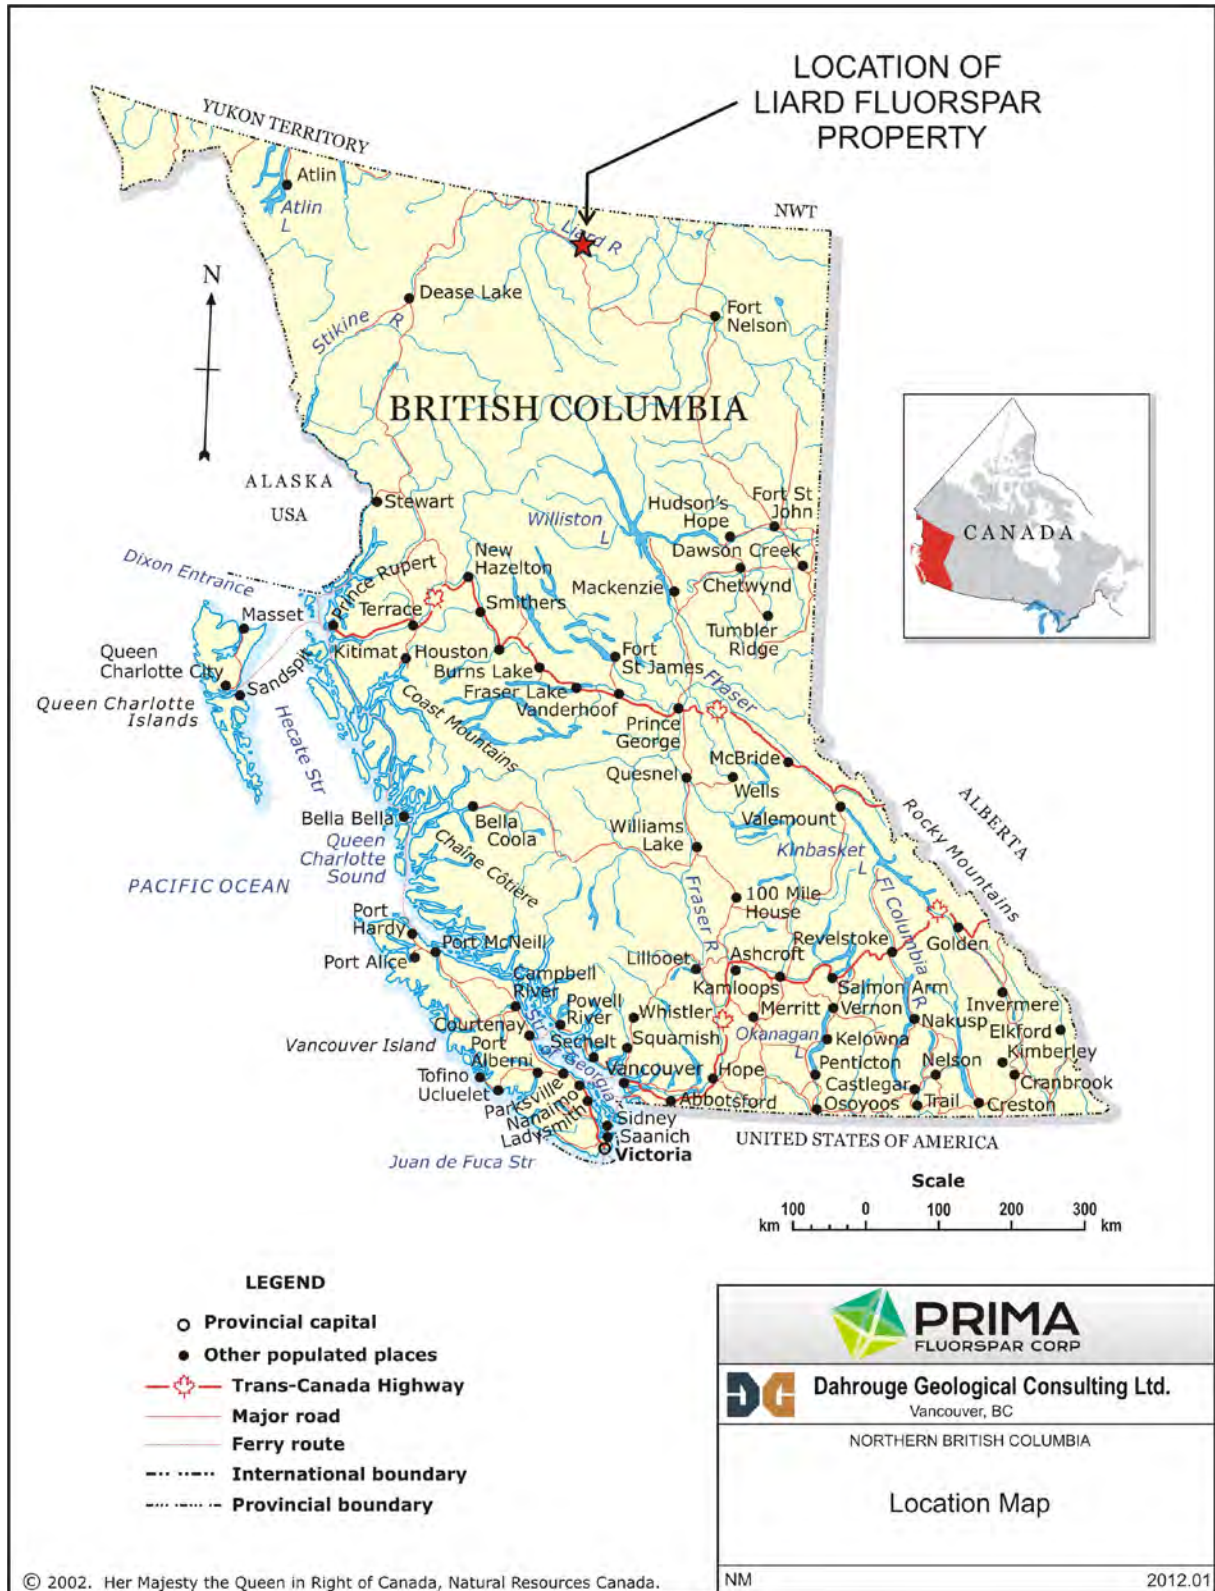 LOCATION OF
LIARD FLUORSPAR
PROPERTY
YUKON TERRITORY
NWT
Atlin
Atlin
L
Liard R
N
Dease Lake
Fort
Nelson
Stikine
R
BRITISH COLUMBIA
ALASKA
USA
Stewart
Williston
L
Hudson's
Hope
Fort St
John
Dawson Creek
Chetwynd
CANADA
Dixon Entrance
New
Hazelton
Mackenzie
Prince Rupert
Masset
Terrace
Smithers
Tumbler
Ridge
Queen
Charlotte City
Sandspit
Kitimat
Houston
Fort
St James
Burns Lake
Fraser Lake
Vanderhoof
Fraser
Queen Charlotte
Islands
Hecate Str
Coast Mountains
Prince
George
McBride
Quesnel
Wells
ALBERTA
Valemount
Rocky Mountains
Bella Bella
Bella
Coola
Williams
Lake
Queen
Charlotte
Sound
Chaîne Côtière
Kinbasket
L
PACIFIC OCEAN
100 Mile
House
Fraser R
Fl Columbia
R
Port
Hardy
Port McNeill
Port Alice
Revelstoke
Golden
Lillooet
Ashcroft
Kamloops
Salmon Arm
Campbell
River
Powell
River
Whistler
Merritt
Vernon
Invermere
Courtenay
Str of Georgia
Nakusp
Elkford
Vancouver Island
Port
Alberni
Sechelt
Squamish
Okanagan
L
Kelowna
Kimberley
Tofino
Ucluelet
Vancouver
Hope
Penticton
Nelson
Castlegar
Cranbrook
Parksville
Nanaimo
Ladysmith
Abbotsford
Osoyoos
Trail
Creston
Sidney
Saanich
Victoria
Juan de Fuca Str
UNITED STATES OF AMERICA
Scale
100 0 100 200 300
km km
LEGEND
Provincial capital
Other populated places
Trans-Canada Highway
Major road
Ferry route
International boundary
Provincial boundary
PRIMA
FLUORSPAR CORP
DG
Dahrouge Geological Consulting Ltd.
Vancouver, BC
NORTHERN BRITISH COLUMBIA
Location Map
NM 2012.01
© 2002. Her Majesty the Queen in Right of Canada, Natural Resources Canada.